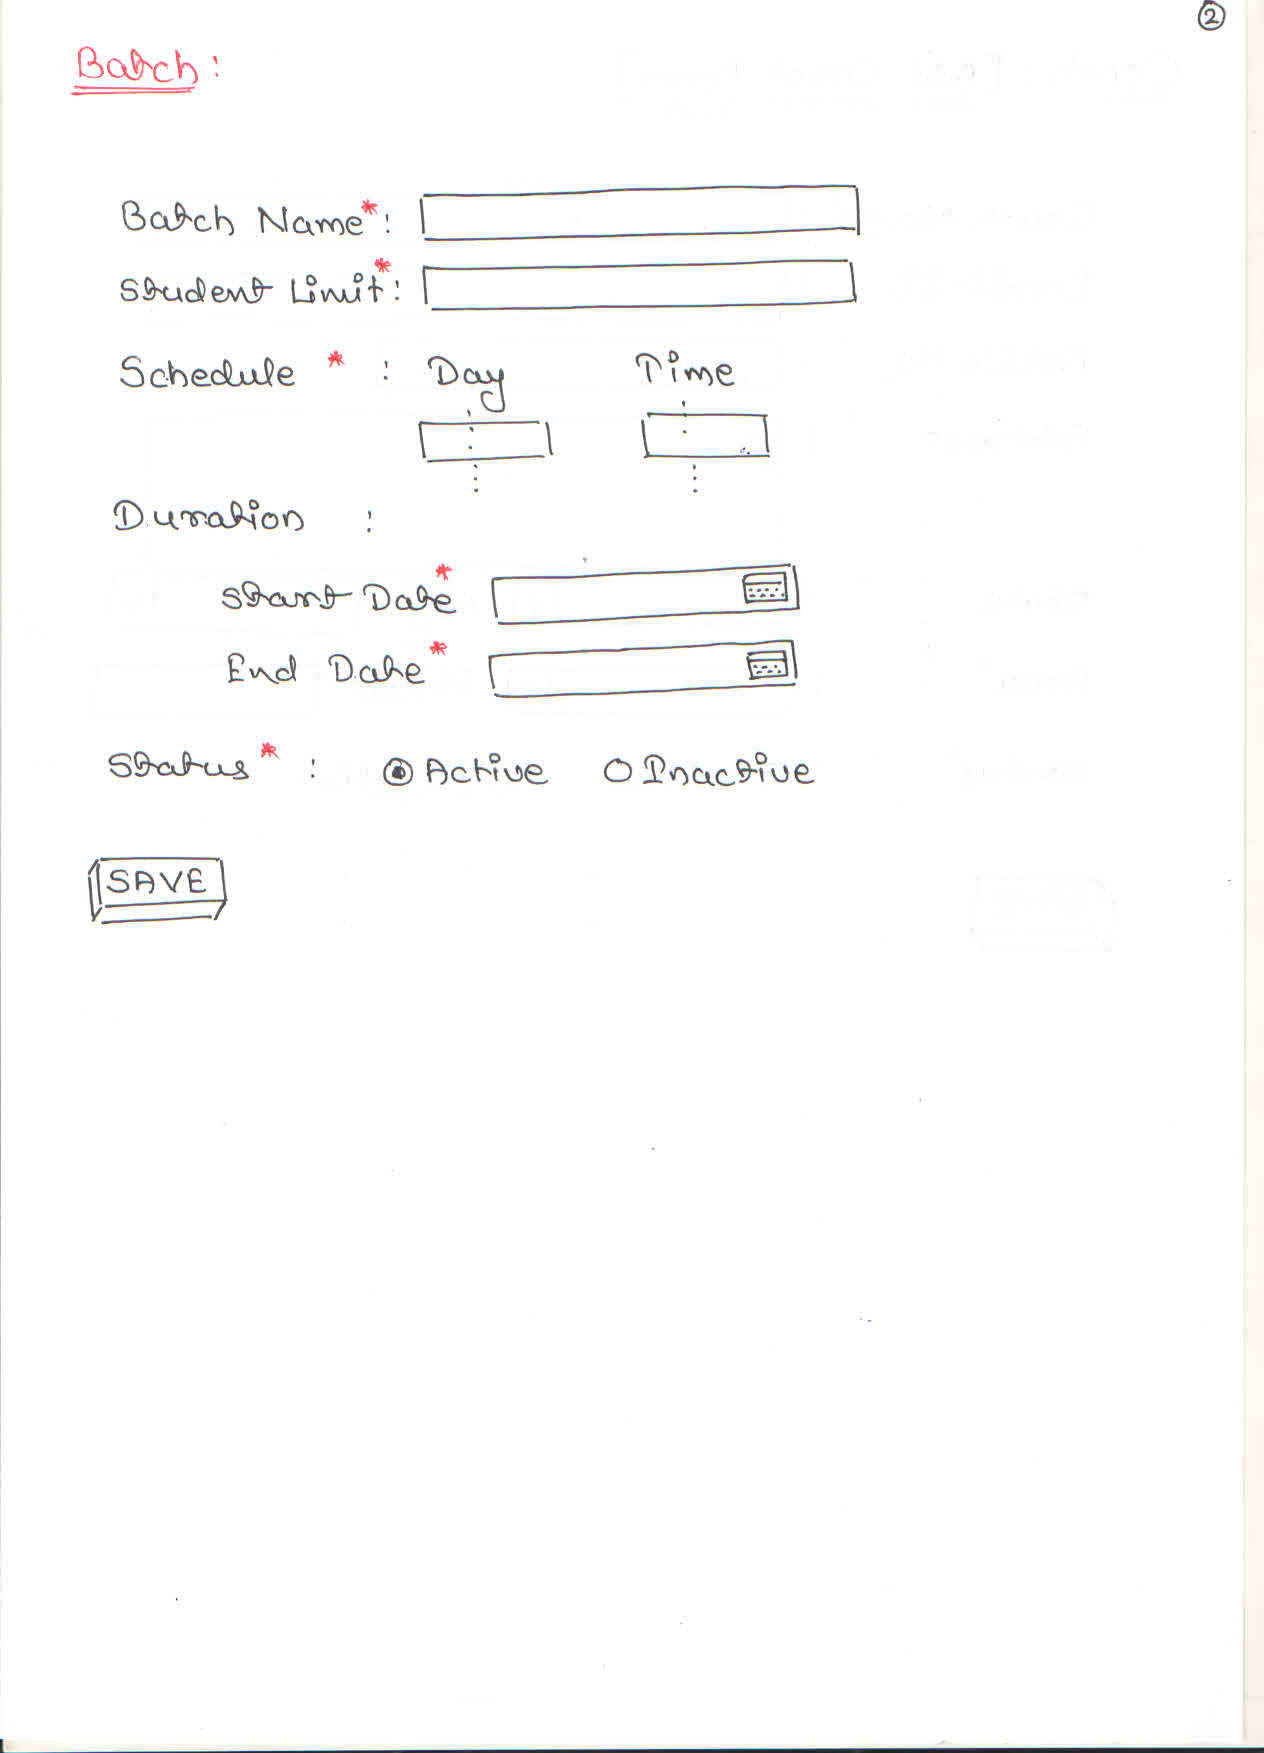 2
Batch:
Batch Name*:
Student Limit*:
Schedule * : Day Time
Duration :
Start Date*
End Date*
Status* : Active Inactive
SAVE